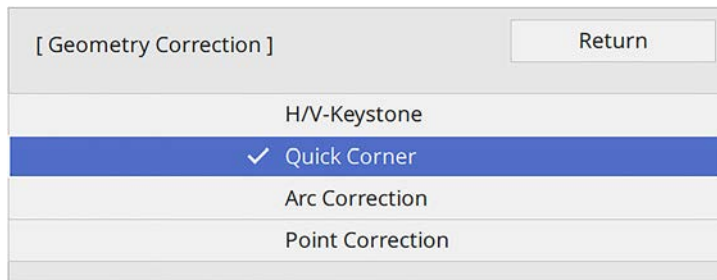 [ Geometry Correction ]
Return
H/V-Keystone
Quick Corner
Arc Correction
Point Correction